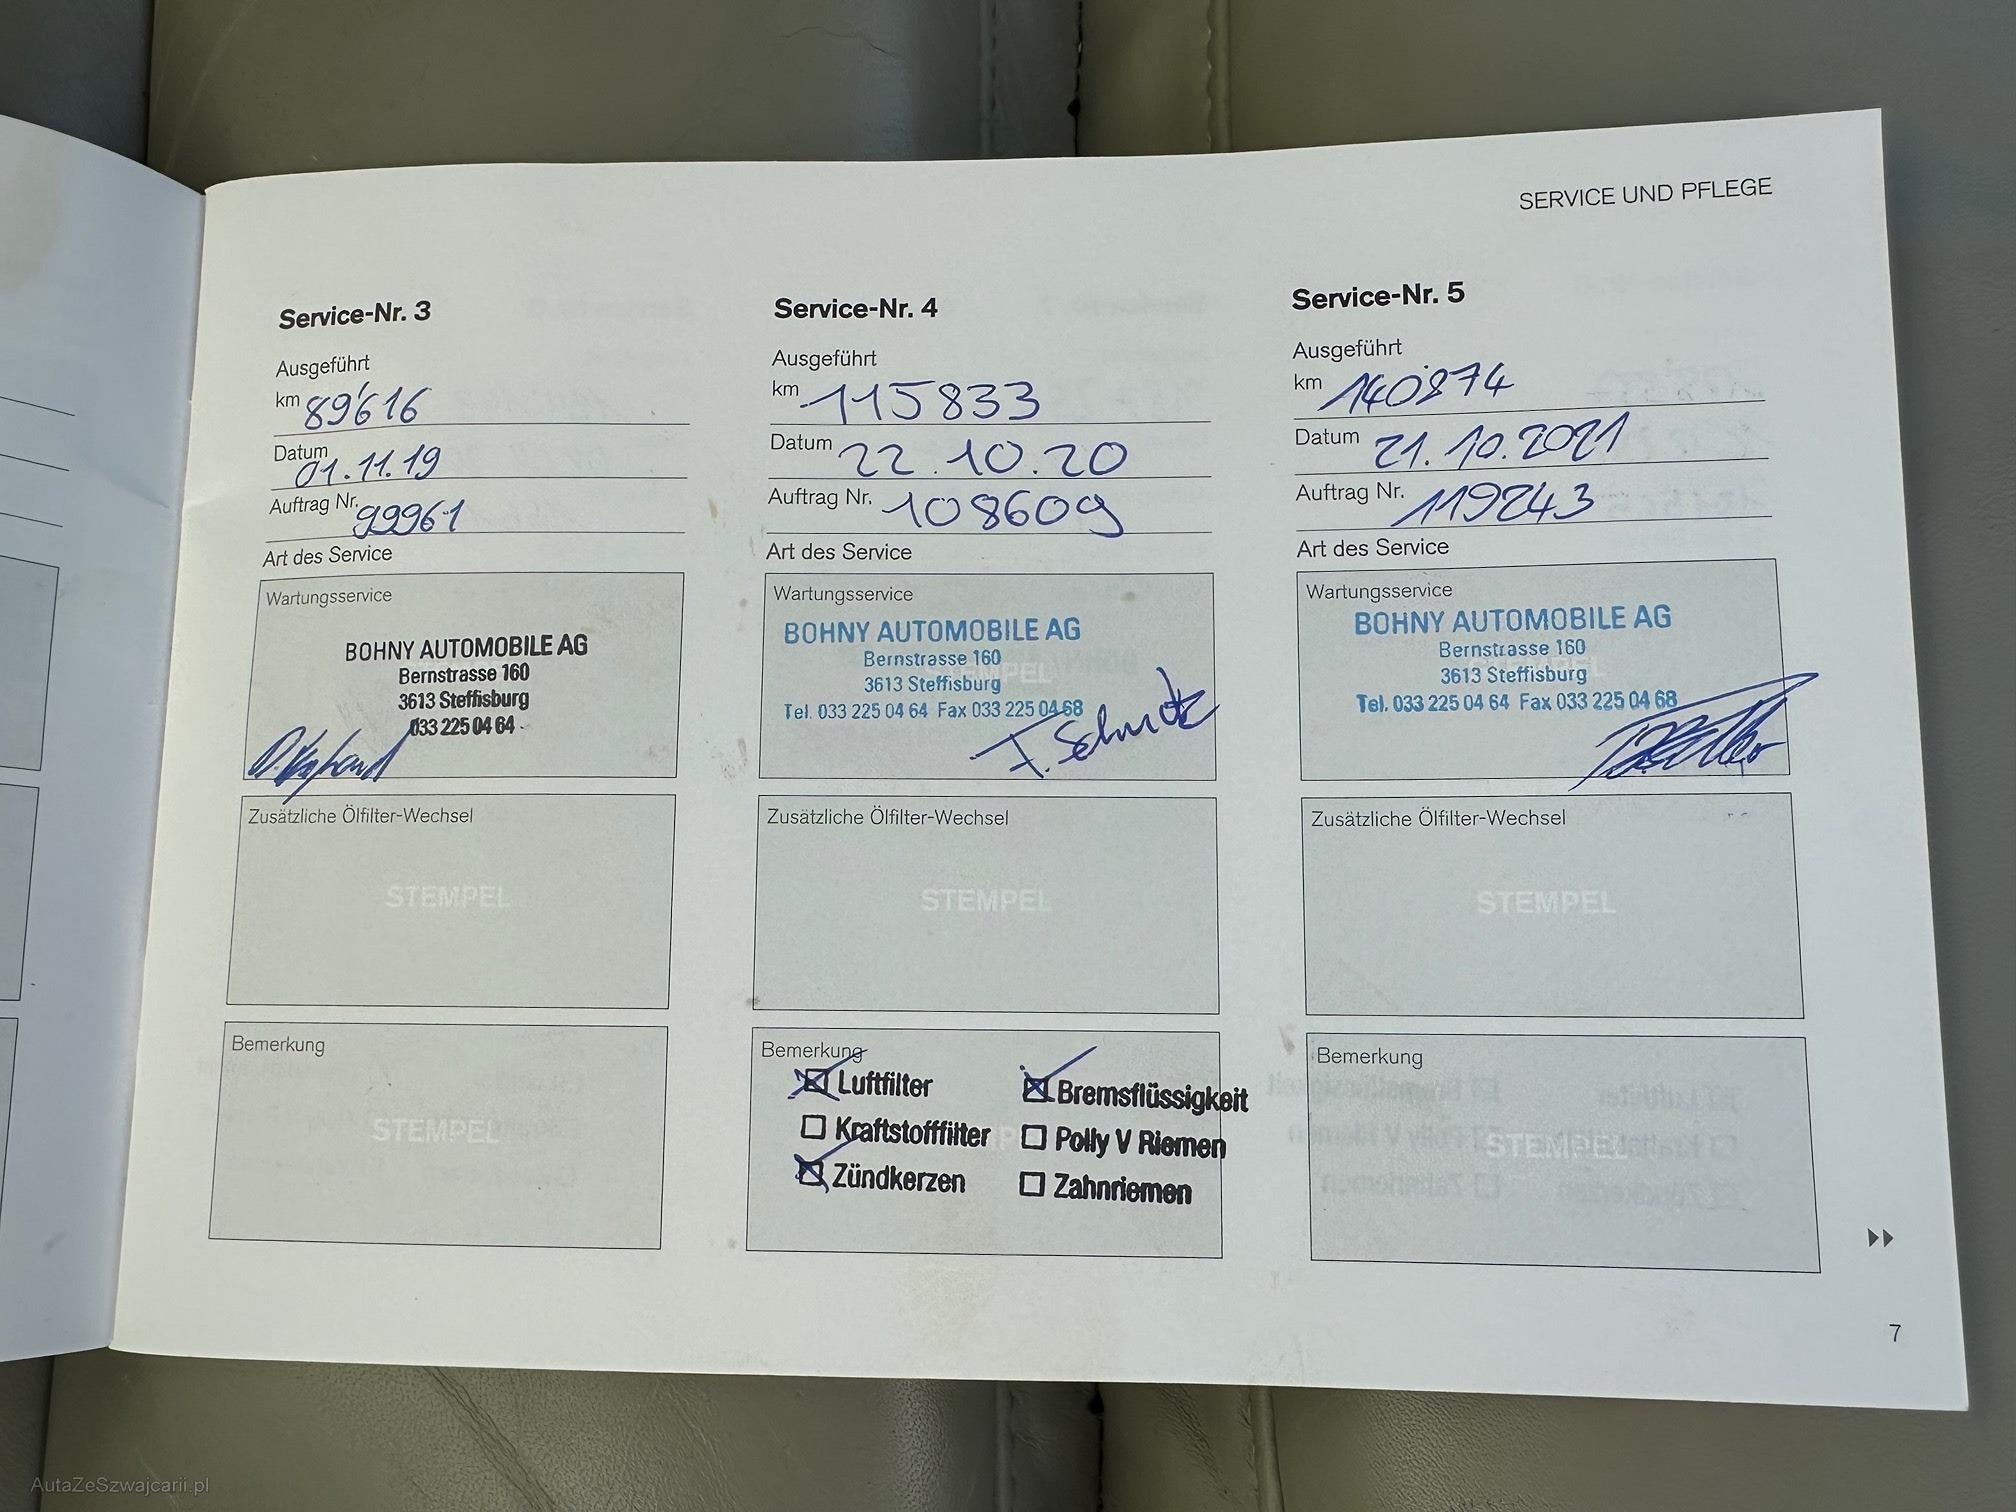 SERVICE UND PFLEGE
Service-Nr. 3
Ausgeführt
km 89'616
Datum 01.11.19
Auftrag Nr. 99961
Art des Service
Wartungsservice
BOHNY AUTOMOBILE AG
Bernstrasse 160
3613 Steffisburg
033 225 04 64
Zusätzliche Ölfilter-Wechsel
STEMPEL
Bemerkung
STEMPEL
Service-Nr. 4
Ausgeführt
km 115833
Datum 22.10.20
Auftrag Nr. 108609
Art des Service
Wartungsservice
STEMPEL
BOHNY AUTOMOBILE AG
Bernstrasse 160
3613 Steffisburg
Tel. 033 225 04 64 Fax 033 225 04 68
Zusätzliche Ölfilter-Wechsel
STEMPEL
Bemerkung
Luftfilter Bremsflüssigkeit
Kraftstofffilter Polly V Riemen
Zündkerzen Zahnriemen
Service-Nr. 5
Ausgeführt
km 140874
Datum 21.10.2021
Auftrag Nr. 119243
Art des Service
Wartungsservice
BOHNY AUTOMOBILE AG
Bernstrasse 160
3613 Steffisburg
Tel. 033 225 04 64 Fax 033 225 04 68
Zusätzliche Ölfilter-Wechsel
STEMPEL
Bemerkung
STEMPEL
7
AutaZeSzwajcarii.pl